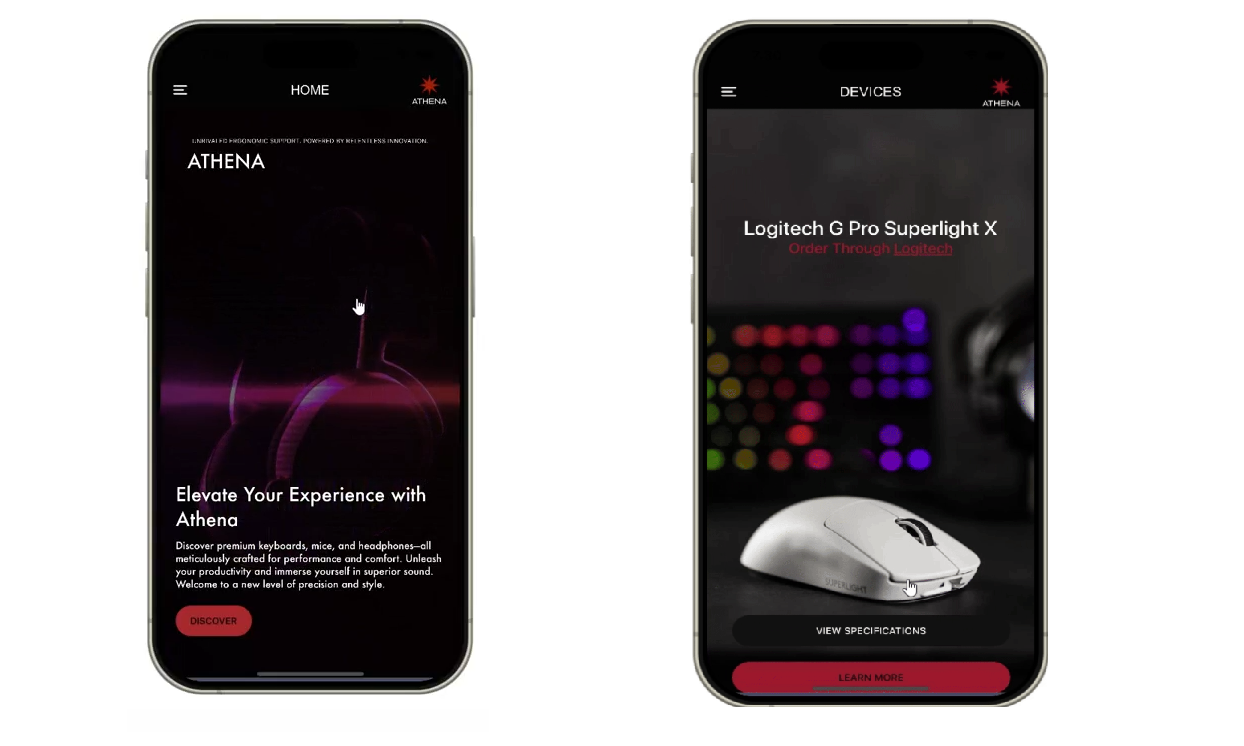 HOME
ATHENA
UNRIVALED ERGONOMIC SUPPORT. POWERED BY RELENTLESS INNOVATION.
ATHENA
Elevate Your Experience with
Athena
Discover premium keyboards, mice, and headphones—all
meticulously crafted for performance and comfort. Unleash
your productivity and immerse yourself in superior sound.
Welcome to a new level of precision and style.
DISCOVER
DEVICES
ATHENA
Logitech G Pro Superlight X
Order Through Logitech
SUPERLIGHT
VIEW SPECIFICATIONS
LEARN MORE